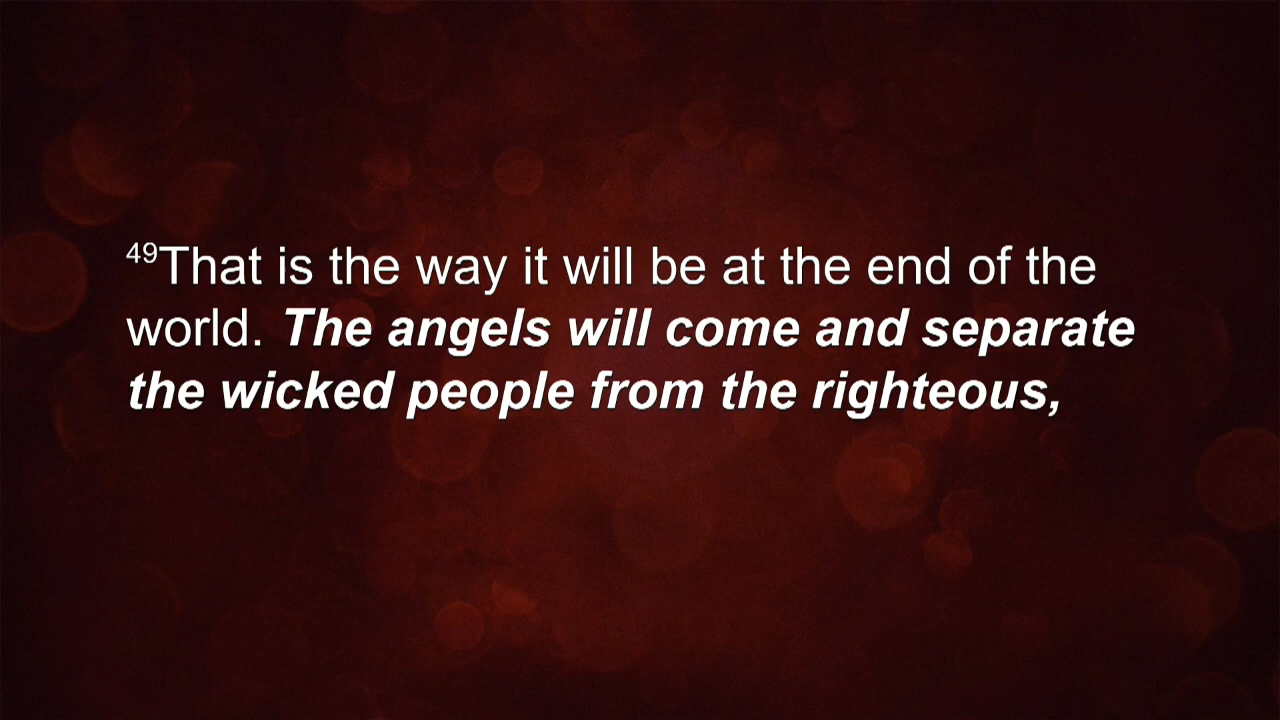 49That is the way it will be at the end of the
world. The angels will come and separate
the wicked people from the righteous,